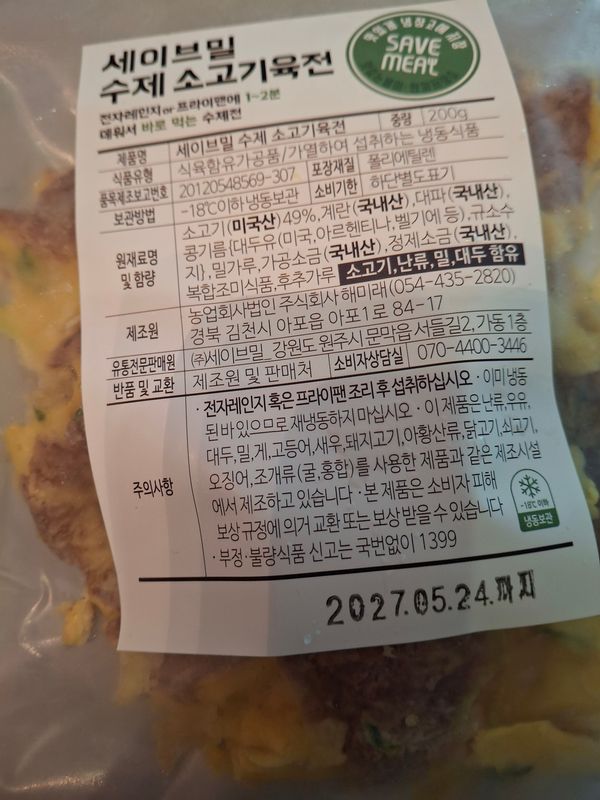 세이브밀
수제 소고기육전
SAVE
MEAL
전자레인지or 프라이팬에 1~2분
데워서 바로 먹는 수제전
제품명 세이브밀 수제 소고기육전 중량 200g
식품유형 식육함유가공품/가열하여 섭취하는 냉동식품
품목제조보고번호 20120548569-307 포장재질 폴리에틸렌
보관방법 -18℃이하 냉동보관 소비기한 하단별도표기
원재료명 및 함량 소고기(미국산)49%,계란(국내산),대파(국내산),
콩기름{대두유(미국,아르헨티나,벨기에 등),규소수
지},밀가루,가공소금(국내산),정제소금(국내산),
복합조미식품,후추가루 소고기,난류,밀,대두 함유
제조원 농업회사법인 주식회사 해미래(054-435-2820)
경북 김천시 아포읍 아포1로 84-17
유통전문판매원 (주)세이브밀 강원도 원주시 문막읍 서들길2,가동1층
반품 및 교환 제조원 및 판매처 소비자상담실 070-4400-3446
주의사항 · 전자레인지 혹은 프라이팬 조리 후 섭취하십시오 · 이미 냉동
된바 있으므로 재냉동하지 마십시오 · 이 제품은 난류,우유,
대두,밀,게,고등어,새우,돼지고기,아황산류,닭고기,쇠고기,
오징어,조개류(굴,홍합)를 사용한 제품과 같은 제조시설
에서 제조하고 있습니다 · 본 제품은 소비자 피해
보상 규정에 의거 교환 또는 보상 받을 수 있습니다
· 부정·불량식품 신고는 국번없이 1399
-18℃ 이하
냉동보관
2027.05.24.까지